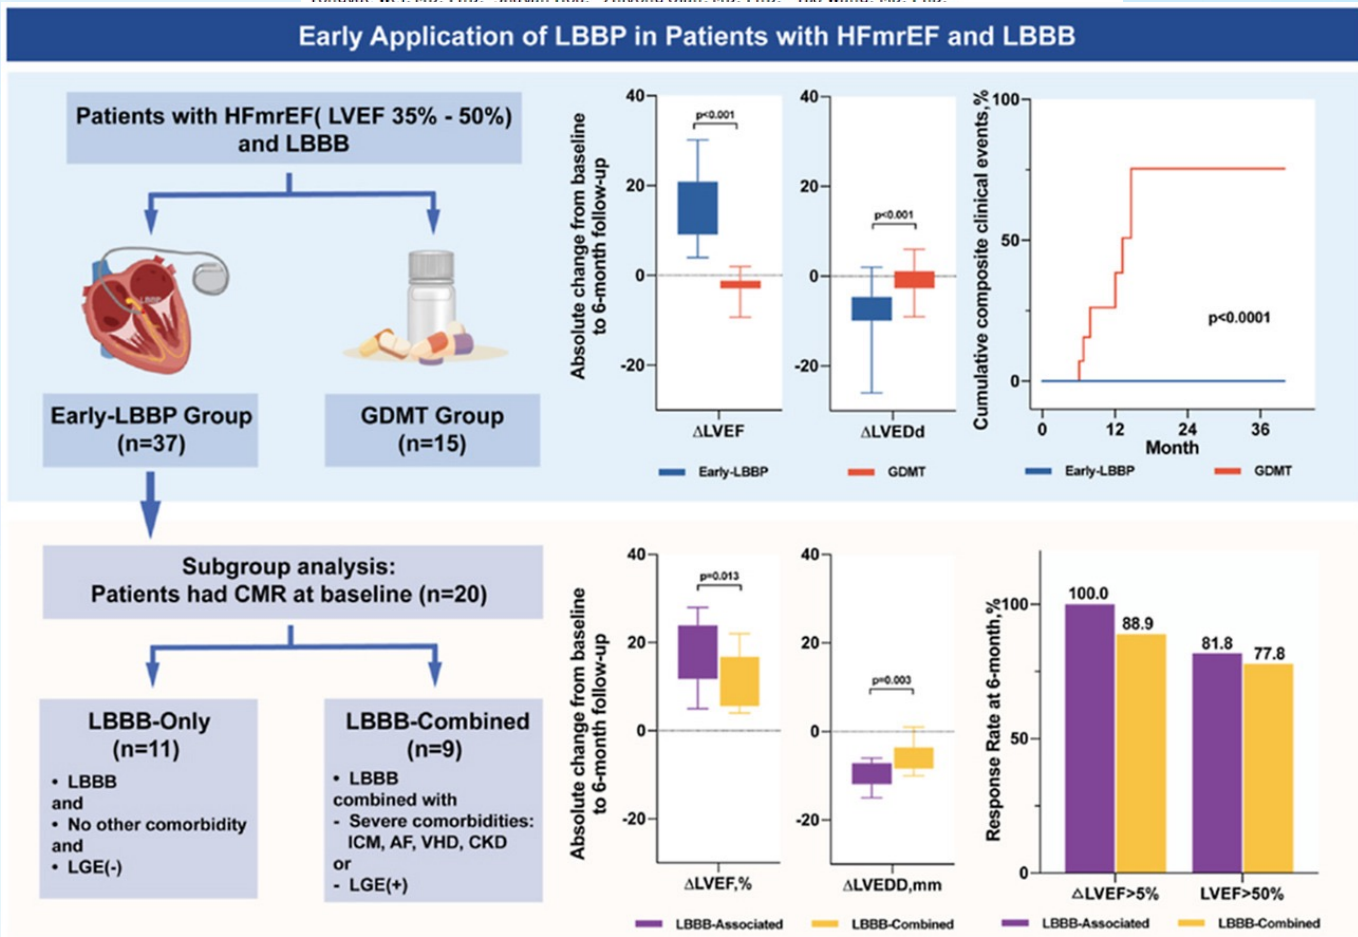 Early Application of LBBP in Patients with HFmrEF and LBBB
Patients with HFmrEF( LVEF 35% - 50%)
and LBBB
LBBP
Early-LBBP Group
(n=37)
GDMT Group
(n=15)
Absolute change from baseline
to 6-month follow-up
40
20
0
-20
p<0.001
ΔLVEF
40
20
0
-20
p<0.001
ΔLVEDd
Early-LBBP
GDMT
Cumulative composite clinical events,%
100
50
0
p<0.0001
0
12
24
36
Month
Early-LBBP
GDMT
Subgroup analysis:
Patients had CMR at baseline (n=20)
LBBB-Only
(n=11)
• LBBB
and
• No other comorbidity
and
• LGE(-)
LBBB-Combined
(n=9)
• LBBB
combined with
- Severe comorbidities:
ICM, AF, VHD, CKD
or
- LGE(+)
Absolute change from baseline
to 6-month follow-up
40
20
0
-20
p=0.013
ΔLVEF,%
40
20
0
-20
p=0.003
ΔLVEDD,mm
LBBB-Associated
LBBB-Combined
Response Rate at 6-month,%
100
50
0
100.0
88.9
81.8
77.8
ΔLVEF>5%
LVEF>50%
LBBB-Associated
LBBB-Combined